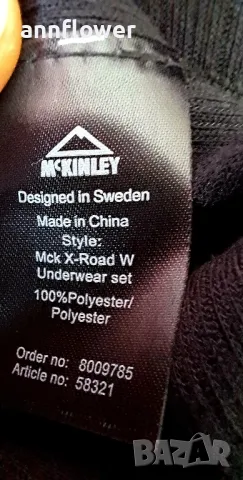 annflower
McKINLEY
Designed in Sweden
Made in China
Style:
Mck X-Road W
Underwear set
100%Polyester/
Polyester
Order no: 8009785
Article no: 58321
BAZAR